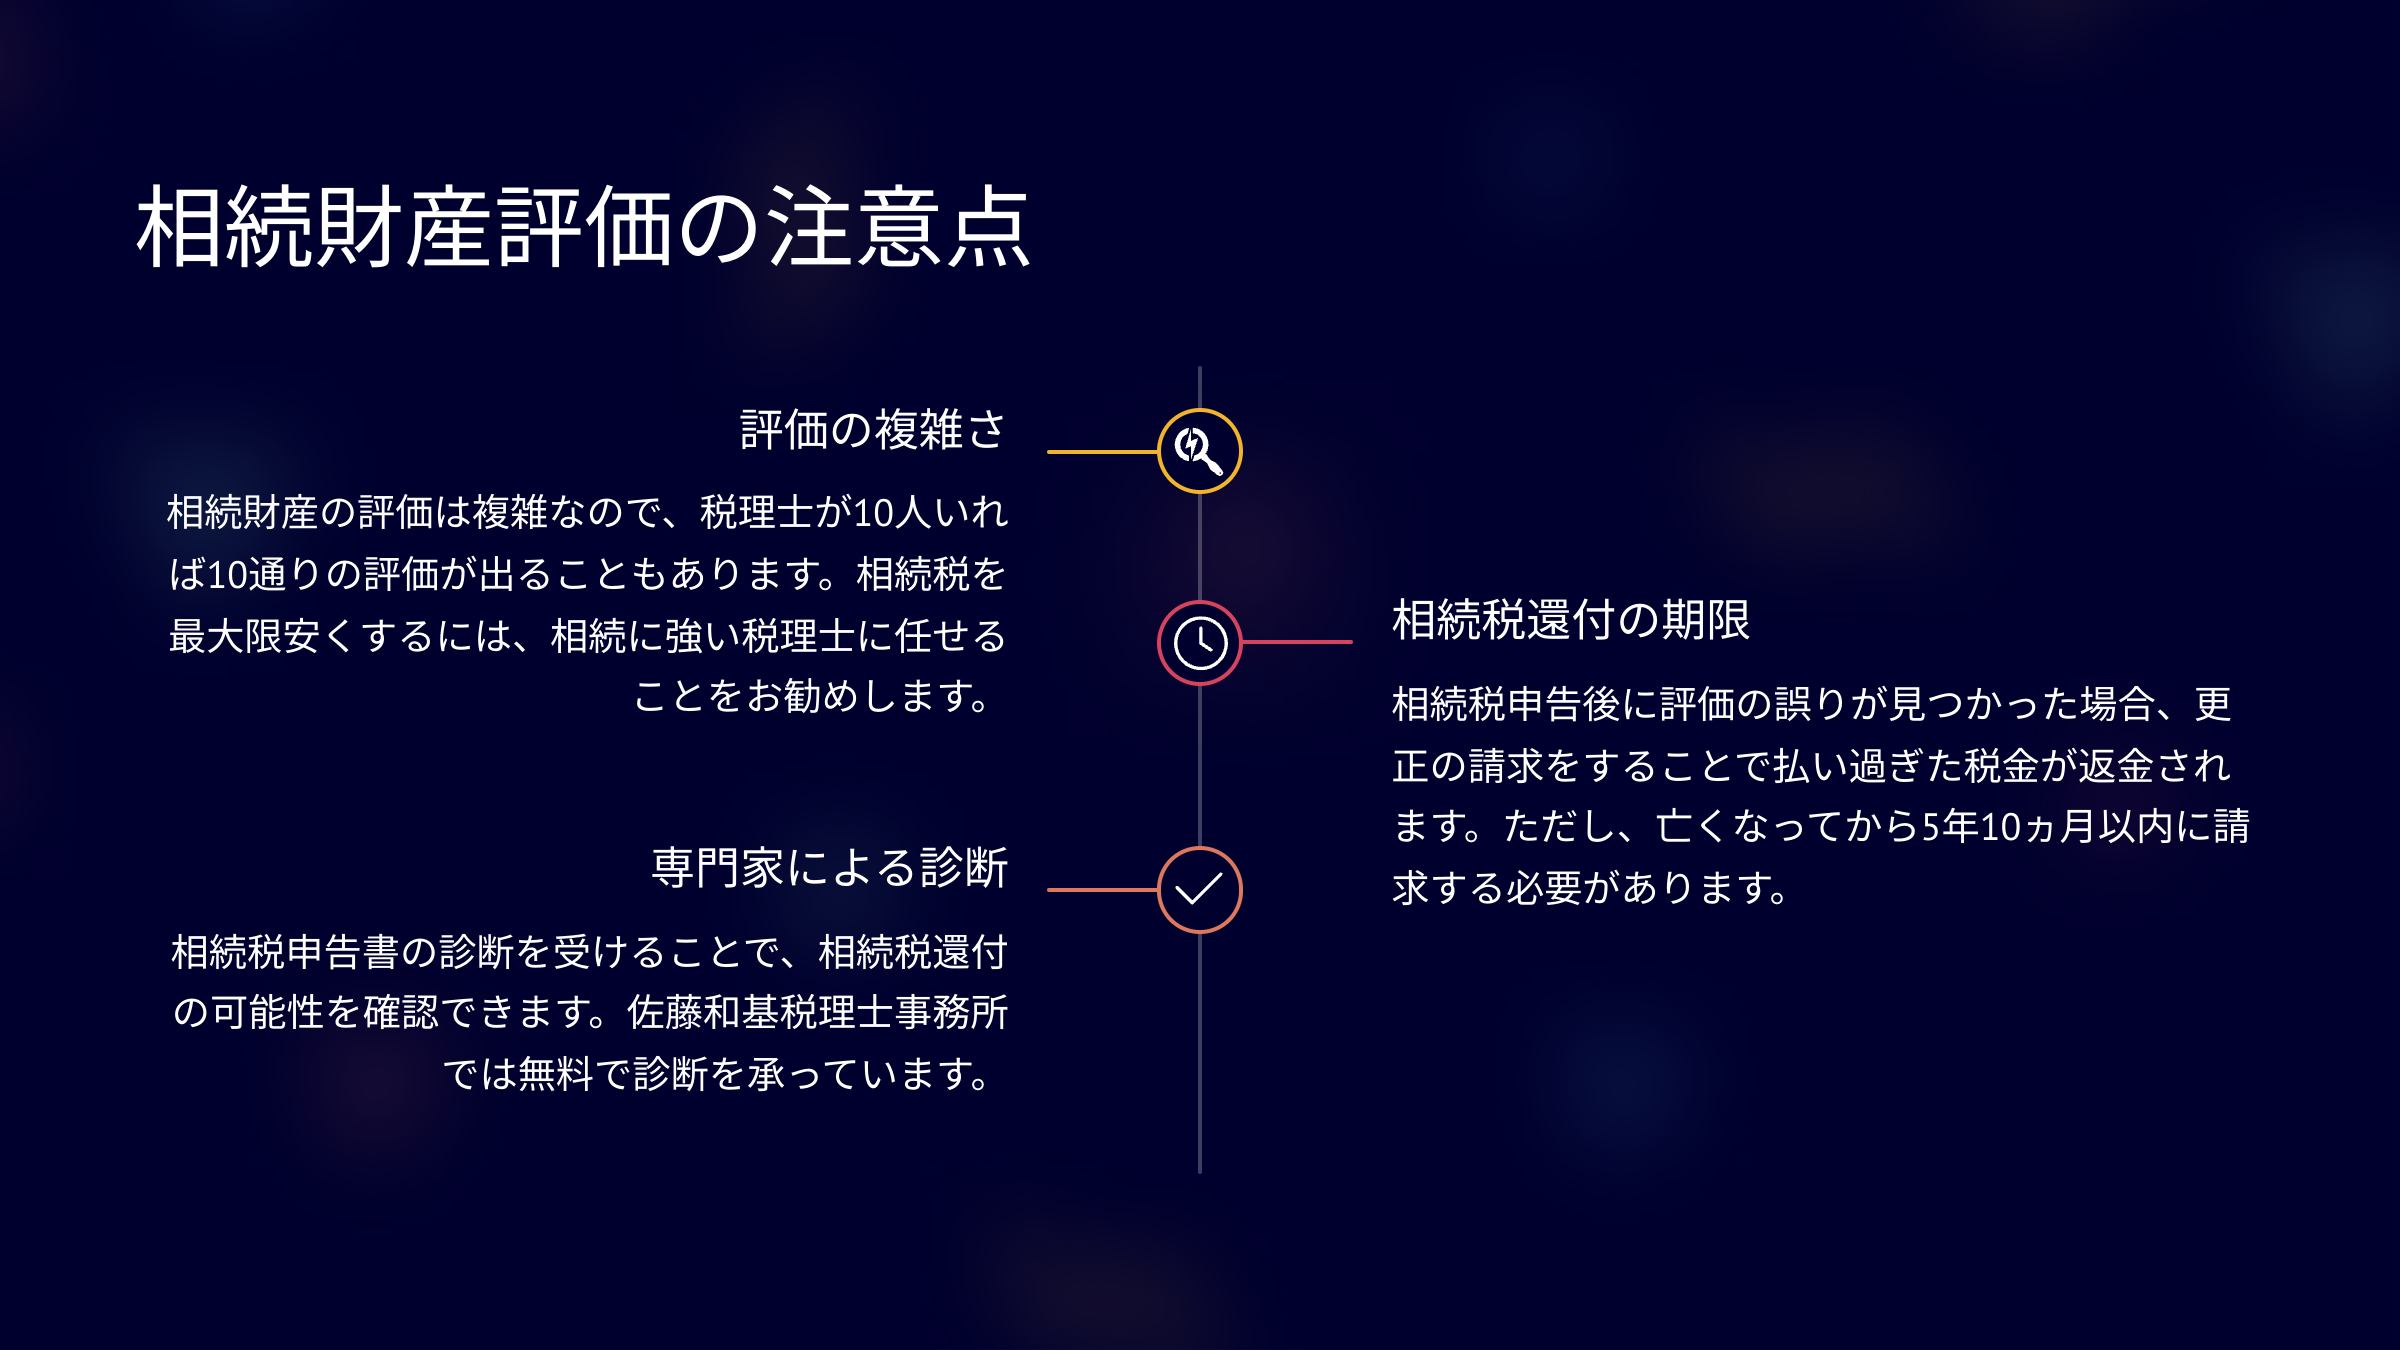 相続財産評価の注意点
評価の複雑さ
相続財産の評価は複雑なので、税理士が10人いれ
ば10通りの評価が出ることもあります。相続税を
最大限安くするには、相続に強い税理士に任せる
ことをお勧めします。
相続税還付の期限
相続税申告後に評価の誤りが見つかった場合、更
正の請求をすることで払い過ぎた税金が返金され
ます。ただし、亡くなってから5年10ヵ月以内に請
求する必要があります。
専門家による診断
相続税申告書の診断を受けることで、相続税還付
の可能性を確認できます。佐藤和基税理士事務所
では無料で診断を承っています。